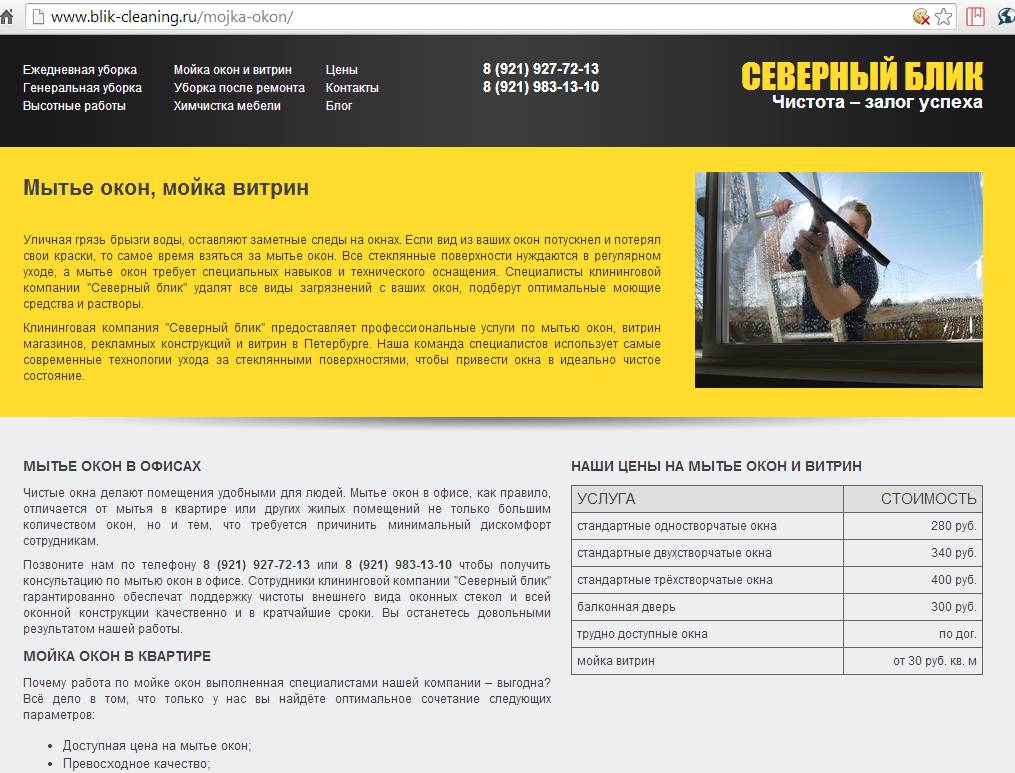 www.blik-cleaning.ru/mojka-okon/
Ежедневная уборка
Генеральная уборка
Высотные работы
Мойка окон и витрин
Уборка после ремонта
Химчистка мебели
Цены
Контакты
Блог
8 (921) 927-72-13
8 (921) 983-13-10
СЕВЕРНЫЙ БЛИК
Чистота – залог успеха
Мытье окон, мойка витрин
Уличная грязь брызги воды, оставляют заметные следы на окнах. Если вид из ваших окон потускнел и потерял
свои краски, то самое время взяться за мытье окон. Все стеклянные поверхности нуждаются в регулярном
уходе, а мытье окон требует специальных навыков и технического оснащения. Специалисты клининговой
компании "Северный блик" удалят все виды загрязнений с ваших окон, подберут оптимальные моющие
средства и растворы.
Клининговая компания "Северный блик" предоставляет профессиональные услуги по мытью окон, витрин
магазинов, рекламных конструкций и витрин в Петербурге. Наша команда специалистов использует самые
современные технологии ухода за стеклянными поверхностями, чтобы привести окна в идеально чистое
состояние.
МЫТЬЕ ОКОН В ОФИСАХ
Чистые окна делают помещения удобными для людей. Мытье окон в офисе, как правило,
отличается от мытья в квартире или других жилых помещений не только большим
количеством окон, но и тем, что требуется причинить минимальный дискомфорт
сотрудникам.
Позвоните нам по телефону 8 (921) 927-72-13 или 8 (921) 983-13-10 чтобы получить
консультацию по мытью окон в офисе. Сотрудники клининговой компании "Северный блик"
гарантированно обеспечат поддержку чистоты внешнего вида оконных стекол и всей
оконной конструкции качественно и в кратчайшие сроки. Вы останетесь довольными
результатом нашей работы.
МОЙКА ОКОН В КВАРТИРЕ
Почему работа по мойке окон выполненная специалистами нашей компании – выгодна?
Всё дело в том, что только у нас вы найдёте оптимальное сочетание следующих
параметров:
• Доступная цена на мытье окон;
• Превосходное качество;
НАШИ ЦЕНЫ НА МЫТЬЕ ОКОН И ВИТРИН
УСЛУГА СТОИМОСТЬ
стандартные одностворчатые окна 280 руб.
стандартные двухстворчатые окна 340 руб.
стандартные трёхстворчатые окна 400 руб.
балконная дверь 300 руб.
трудно доступные окна по дог.
мойка витрин от 30 руб. кв. м